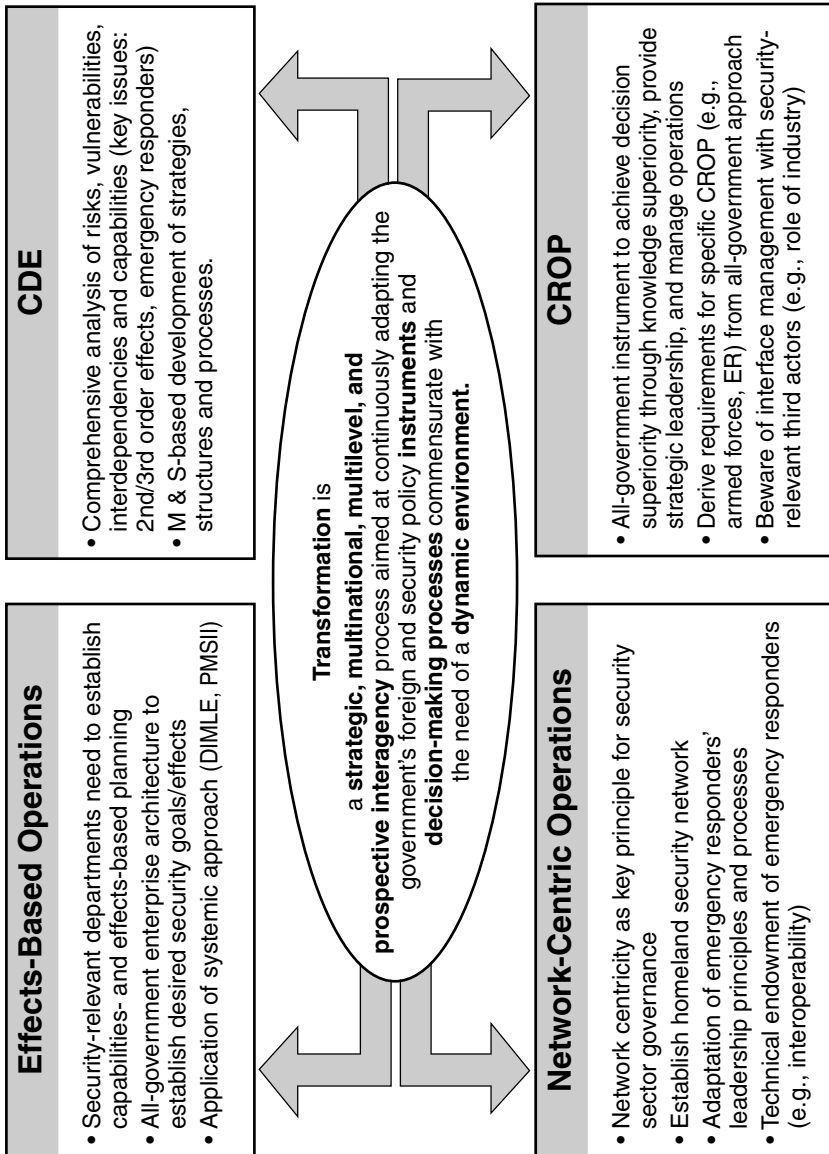 Effects-Based Operations
• Security-relevant departments need to establish
capabilities- and effects-based planning
• All-government enterprise architecture to
establish desired security goals/effects
• Application of systemic approach (DIMLE, PMSII)
CDE
• Comprehensive analysis of risks, vulnerabilities,
interdependencies and capabilities (key issues:
2nd/3rd order effects, emergency responders)
• M & S-based development of strategies,
structures and processes.
Transformation is
a strategic, multinational, multilevel, and
prospective interagency process aimed at continuously adapting the
government’s foreign and security policy instruments and
decision-making processes commensurate with
the need of a dynamic environment.
Network-Centric Operations
• Network centricity as key principle for security
sector governance
• Establish homeland security network
• Adaptation of emergency responders’
leadership principles and processes
• Technical endowment of emergency responders
(e.g., interoperability)
CROP
• All-government instrument to achieve decision
superiority through knowledge superiority, provide
strategic leadership, and manage operations
• Derive requirements for specific CROP (e.g.,
armed forces, ER) from all-government approach
• Beware of interface management with security-
relevant third actors (e.g., role of industry)